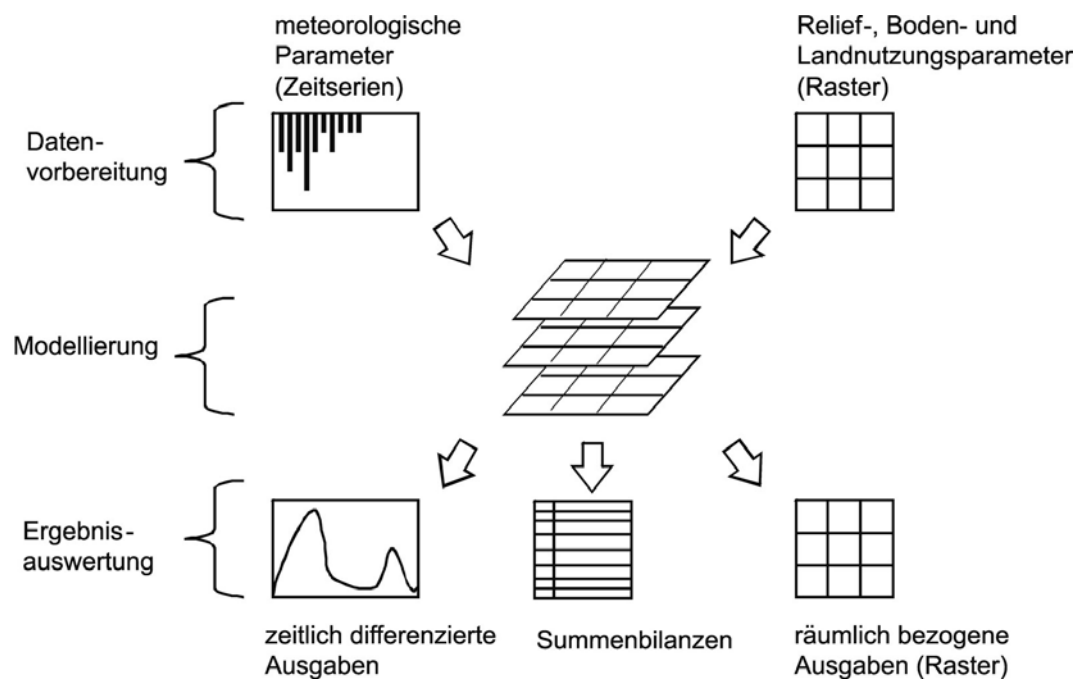 meteorologische
Parameter
(Zeitserien)
Relief-, Boden- und
Landnutzungsparameter
(Raster)
Daten-
vorbereitung
Modellierung
Ergebnis-
auswertung
zeitlich differenzierte
Ausgaben
Summenbilanzen
räumlich bezogene
Ausgaben (Raster)